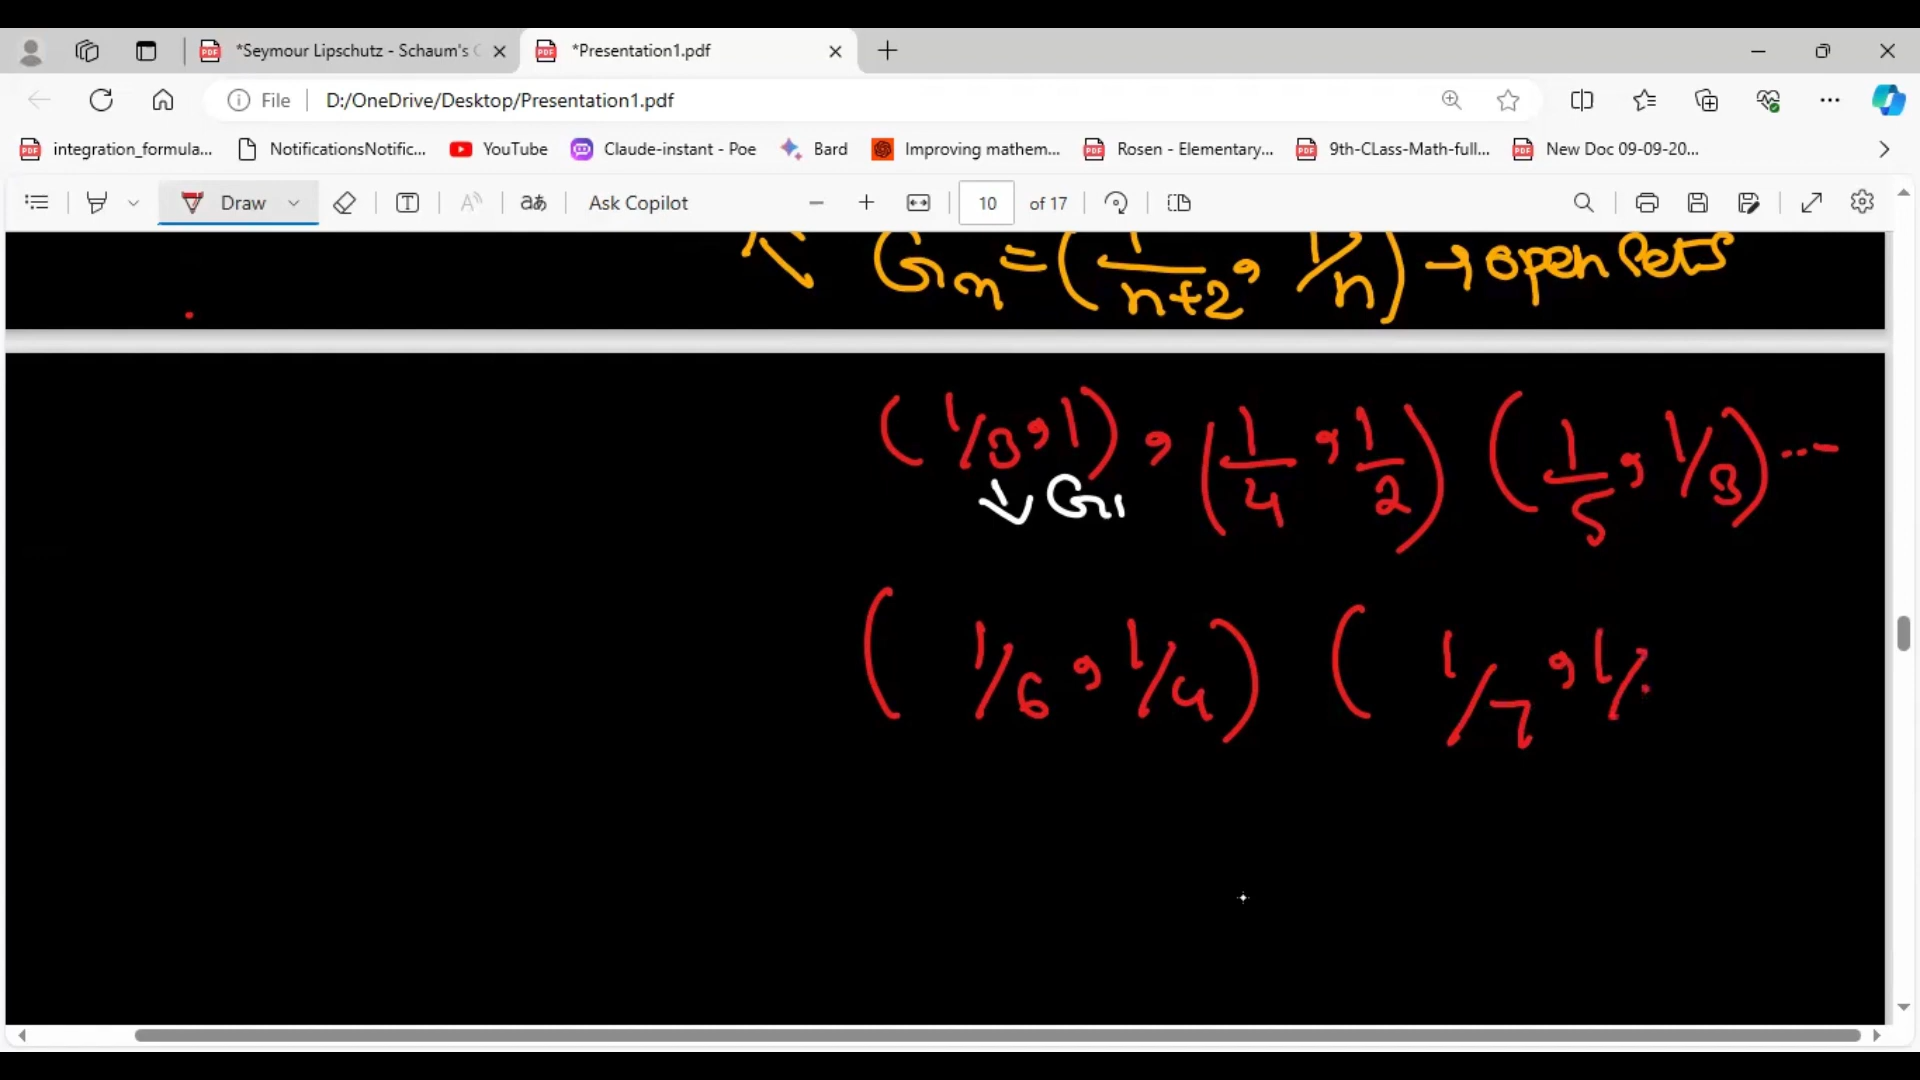 *Seymour Lipschutz - Schaum's *Presentation1.pdf
File D:/OneDrive/Desktop/Presentation1.pdf
integration_formula... NotificationsNotific... YouTube Claude-instant - Poe Bard Improving mathem... Rosen - Elementary... 9th-CLass-Math-full... New Doc 09-09-20...
Draw T aあ Ask Copilot 10 of 17
Gn = (1/n+2, 1/n) → open sets
(1/3, 1), (1/4, 1/2) (1/5, 1/3) ...
↓ G1
(1/6, 1/4) (1/7, 1/